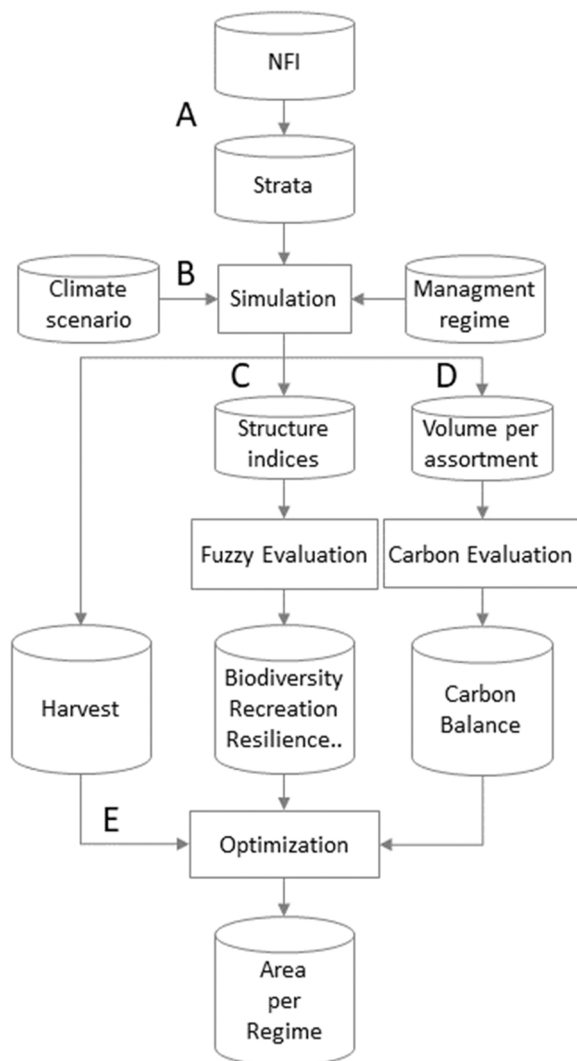 NFI
A
Strata
B
Climate
scenario
Simulation
Managment
regime
C
D
Structure
indices
Volume per
assortment
Fuzzy Evaluation
Carbon Evaluation
Harvest
Biodiversity
Recreation
Resilience..
Carbon
Balance
E
Optimization
Area
per
Regime